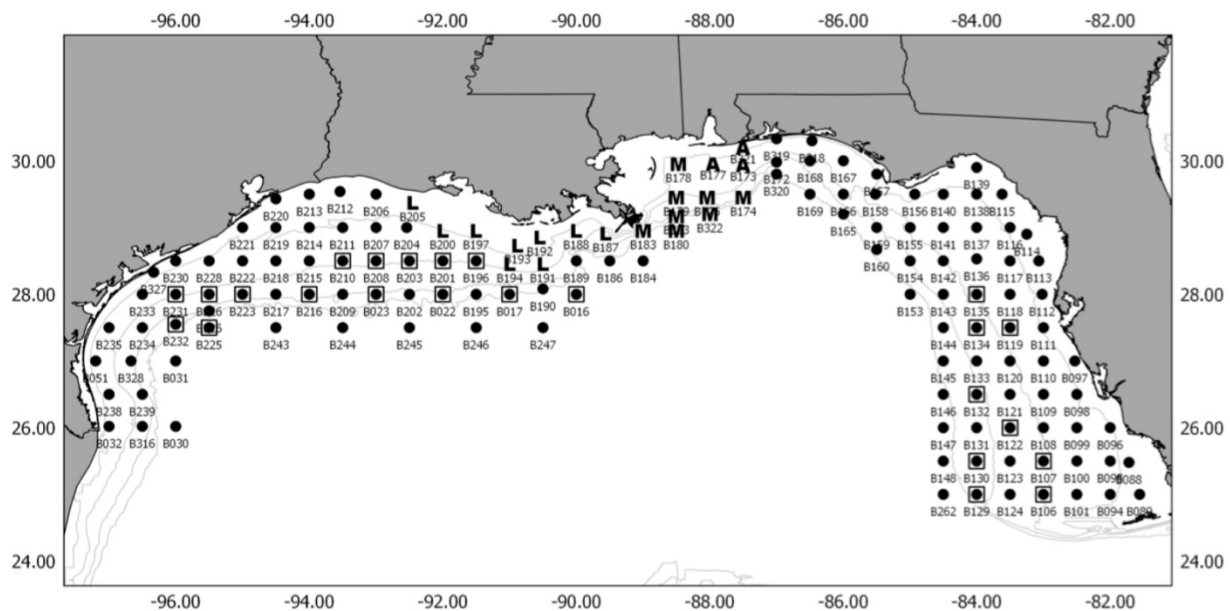 -96.00 -94.00 -92.00 -90.00 -88.00 -86.00 -84.00 -82.00
30.00 30.00
28.00 28.00
26.00 26.00
24.00 24.00
-96.00 -94.00 -92.00 -90.00 -88.00 -86.00 -84.00 -82.00
A B319 B318
M A A
B178 B177 B173 B172 B168 B167 B139
B320 B157
L M M M
B220 B213 B212 B206 B205 B174 B169 B158 B156 B140 B138 B115
M M
B322 B165
L L L L L M M
B221 B219 B214 B211 B207 B204 B200 B197 B192 B188 B187 B183 B180 B159 B155 B141 B137 B116
L B193 B114
L L
B230 B228 B222 B218 B215 B210 B208 B203 B201 B196 B194 B191 B189 B186 B184 B160 B154 B142 B136 B117 B113
B327
B233 B231 B223 B217 B216 B209 B023 B202 B022 B195 B017 B190 B016 B153 B143 B135 B118 B112
B235 B234 B232 B225 B243 B244 B245 B246 B247 B144 B134 B119 B111
B051 B328 B031 B145 B133 B120 B110 B097
B238 B239 B146 B132 B121 B109 B098
B032 B316 B030 B147 B131 B122 B108 B099 B096
B148 B130 B123 B107 B100 B088
B262 B129 B124 B106 B101 B094 B089